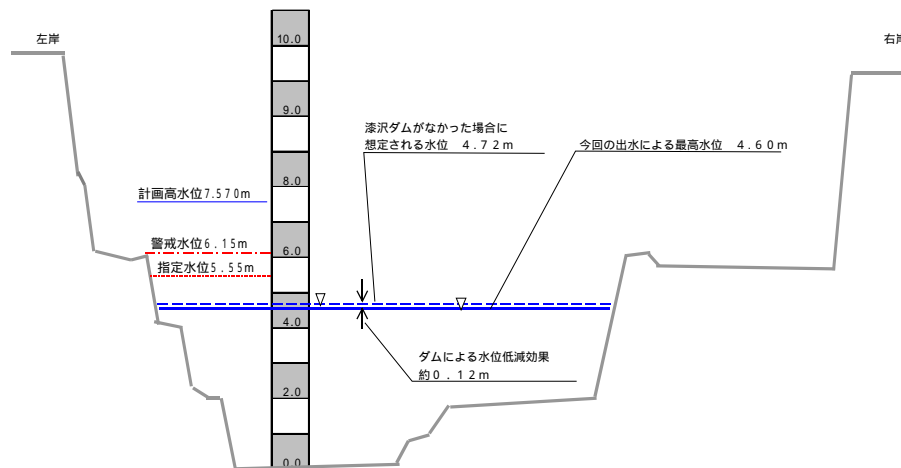 左岸
右岸
10.0
9.0
8.0
6.0
4.0
2.0
0.0
漆沢ダムがなかった場合に
想定される水位 4.72m
今回の出水による最高水位 4.60m
計画高水位7.570m
警戒水位6.15m
指定水位5.55m
ダムによる水位低減効果
約0.12m